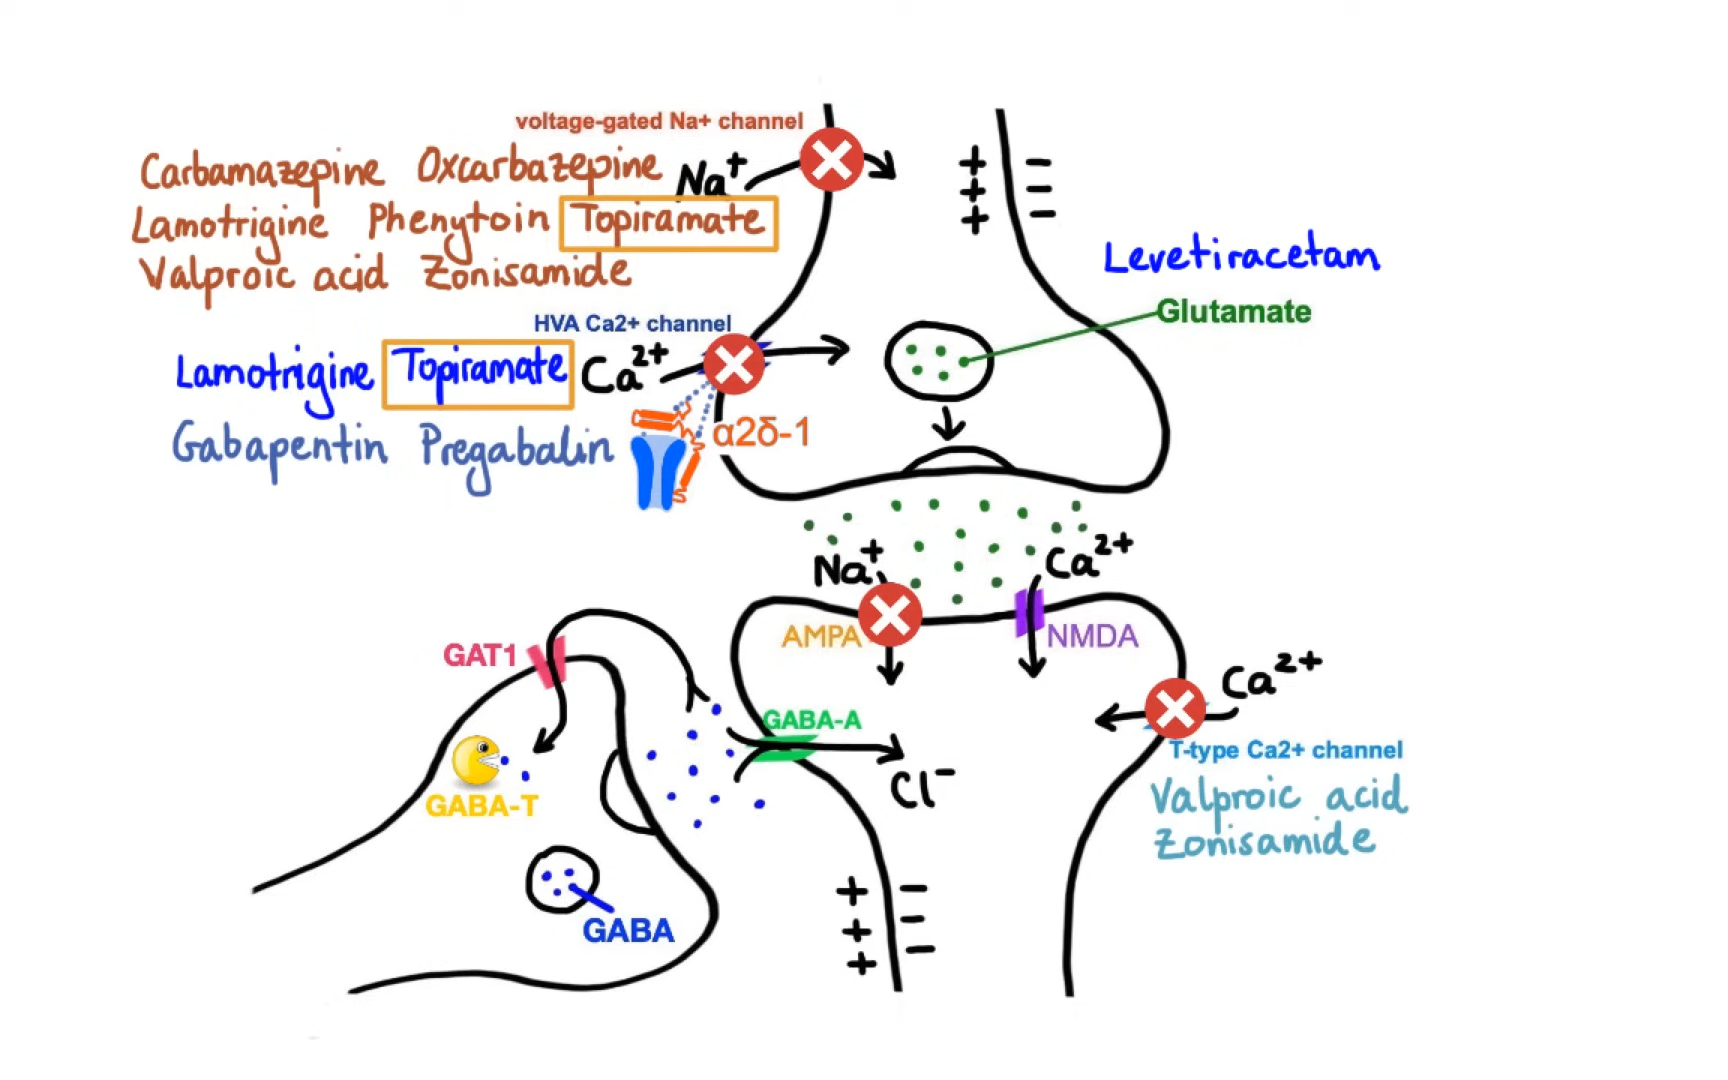 voltage-gated Na+ channel
Carbamazepine Oxcarbazepine Na+
Lamotrigine Phenytoin Topiramate
Valproic acid Zonisamide
+ −
+ −
+ −
Levetiracetam
Glutamate
HVA Ca2+ channel
Lamotrigine Topiramate Ca2+
Gabapentin Pregabalin
α2δ-1
Na+
Ca2+
AMPA
NMDA
GAT1
Ca2+
GABA-A
T-type Ca2+ channel
Cl−
Valproic acid
Zonisamide
GABA-T
GABA
+ −
+ −
+ −